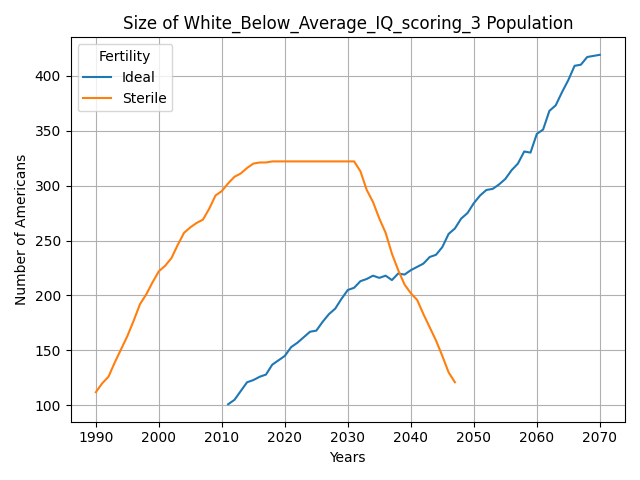 Size of White_Below_Average_IQ_scoring_3 Population
Fertility
Ideal
Sterile
Number of Americans
400
350
300
250
200
150
100
1990 2000 2010 2020 2030 2040 2050 2060 2070
Years